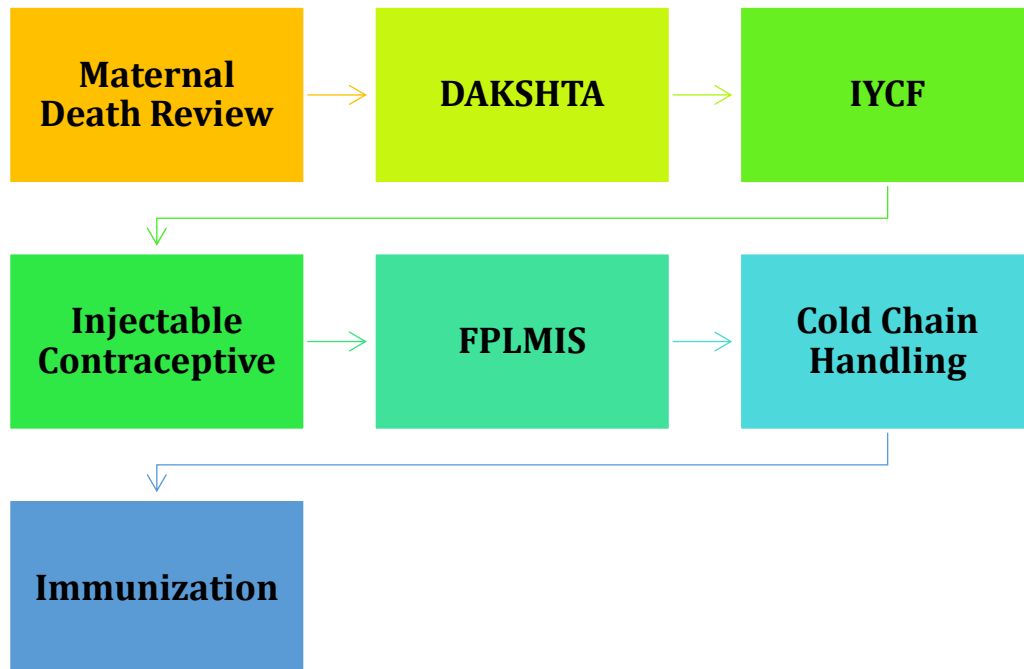 Maternal
Death Review
DAKSHTA
IYCF
Injectable
Contraceptive
FPLMIS
Cold Chain
Handling
Immunization